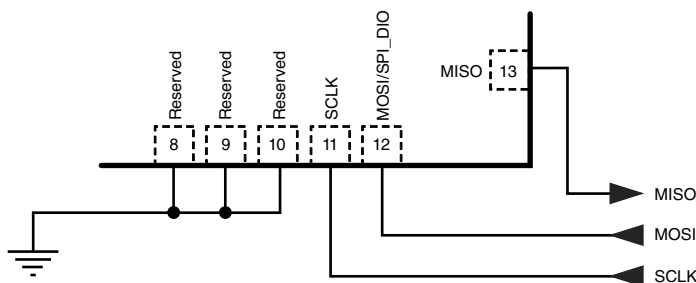 Reserved
Reserved
Reserved
SCLK
MOSI/SPI_DIO
MISO
13
8
9
10
11
12
MISO
MOSI
SCLK